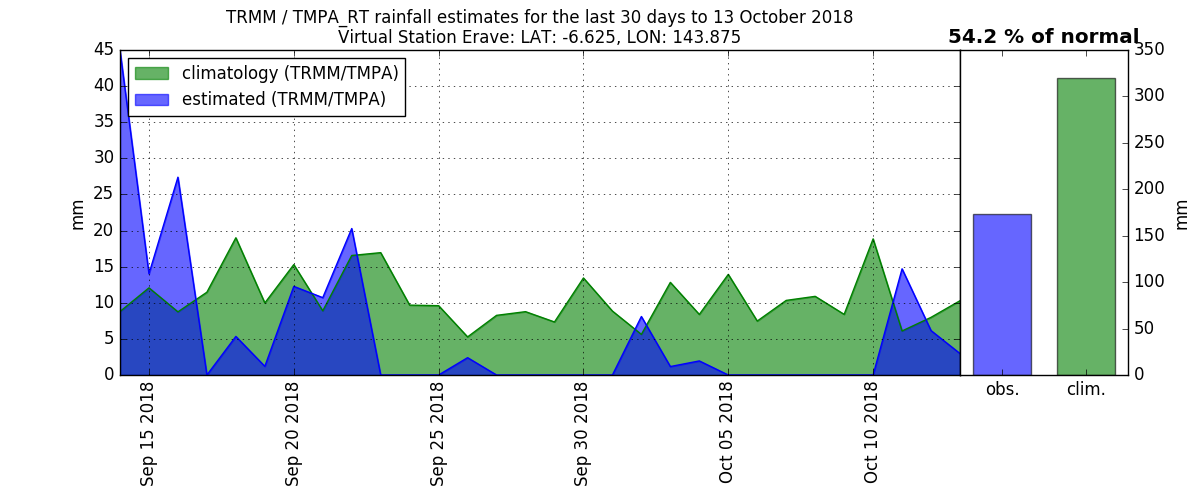 TRMM / TMPA_RT rainfall estimates for the last 30 days to 13 October 2018
Virtual Station Erave: LAT: -6.625, LON: 143.875
54.2 % of normal
climatology (TRMM/TMPA)
estimated (TRMM/TMPA)
mm
45
40
35
30
25
20
15
10
5
0
Sep 15 2018
Sep 20 2018
Sep 25 2018
Sep 30 2018
Oct 05 2018
Oct 10 2018
350
300
250
200
150
100
50
0
mm
obs.
clim.